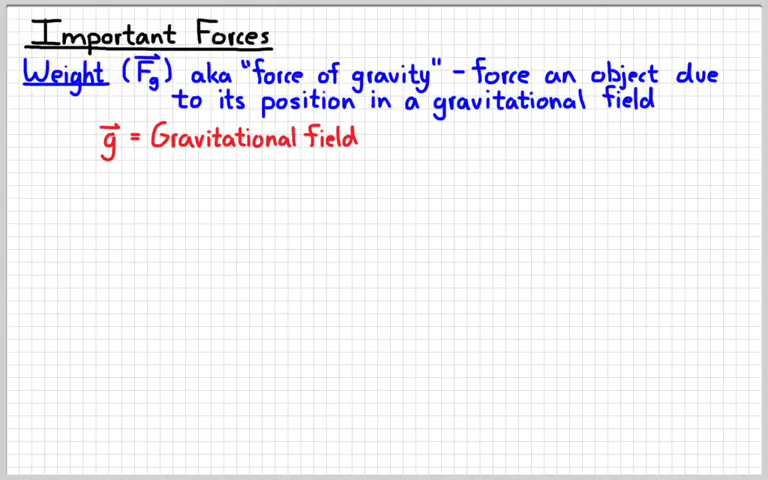 Important Forces
Weight (F⃗g) aka "force of gravity" - force an object due
to its position in a gravitational field
g⃗ = Gravitational field